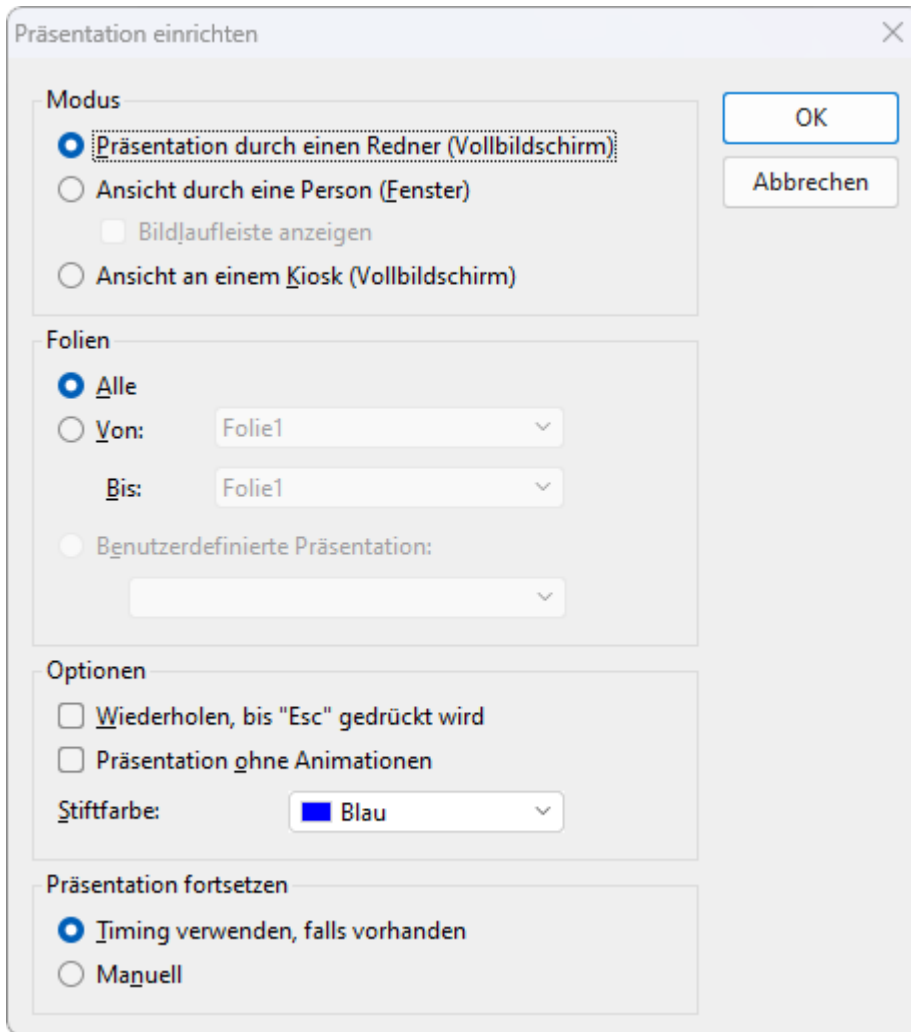 Präsentation einrichten
Modus
Präsentation durch einen Redner (Vollbildschirm)
Ansicht durch eine Person (Fenster)
Bildlaufleiste anzeigen
Ansicht an einem Kiosk (Vollbildschirm)
OK
Abbrechen
Folien
Alle
Von: Folie1
Bis: Folie1
Benutzerdefinierte Präsentation:
Optionen
Wiederholen, bis "Esc" gedrückt wird
Präsentation ohne Animationen
Stiftfarbe: Blau
Präsentation fortsetzen
Timing verwenden, falls vorhanden
Manuell